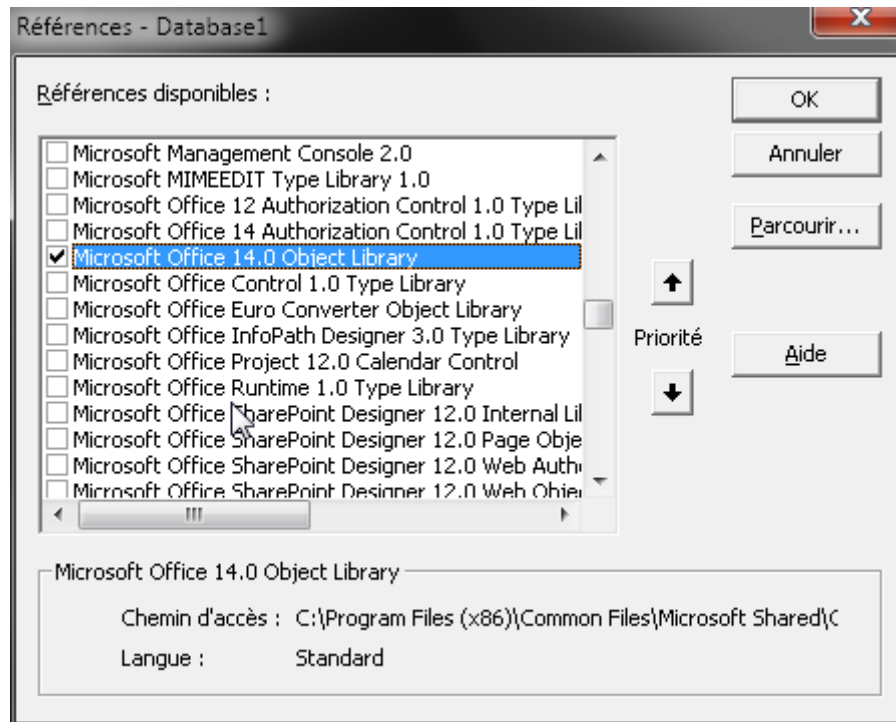 Références - Database1
Références disponibles :
OK
Annuler
Parcourir...
Priorité
Aide
Microsoft Management Console 2.0
Microsoft MIMEEDIT Type Library 1.0
Microsoft Office 12 Authorization Control 1.0 Type Lil
Microsoft Office 14 Authorization Control 1.0 Type Lil
Microsoft Office 14.0 Object Library
Microsoft Office Control 1.0 Type Library
Microsoft Office Euro Converter Object Library
Microsoft Office InfoPath Designer 3.0 Type Library
Microsoft Office Project 12.0 Calendar Control
Microsoft Office Runtime 1.0 Type Library
Microsoft Office SharePoint Designer 12.0 Internal Lil
Microsoft Office SharePoint Designer 12.0 Page Obje
Microsoft Office SharePoint Designer 12.0 Web Auth
Microsoft Office SharePoint Designer 12.0 Web Objec
Microsoft Office 14.0 Object Library
Chemin d'accès : C:\Program Files (x86)\Common Files\Microsoft Shared\
Langue : Standard